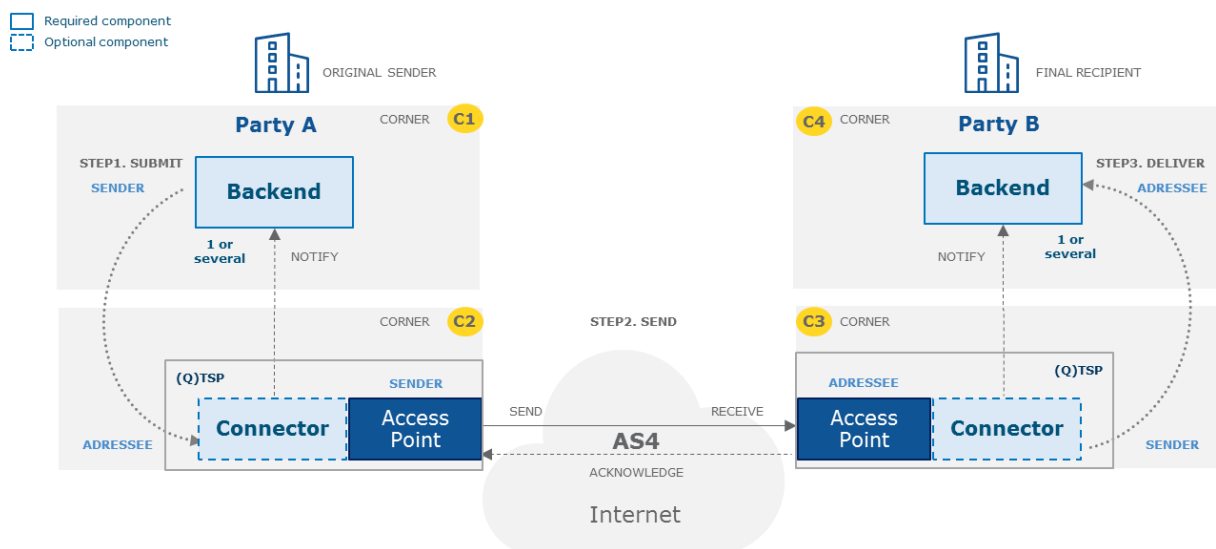 Required component
Optional component
ORIGINAL SENDER
FINAL RECIPIENT
Party A
CORNER
C1
STEP1. SUBMIT
SENDER
Backend
1 or
several
NOTIFY
C4
CORNER
Party B
STEP3. DELIVER
ADRESSEE
Backend
1 or
several
NOTIFY
CORNER
C2
STEP2. SEND
C3
CORNER
(Q)TSP
SENDER
ADRESSEE
Connector
Access
Point
SEND
RECEIVE
AS4
ACKNOWLEDGE
Internet
ADRESSEE
(Q)TSP
Access
Point
Connector
SENDER